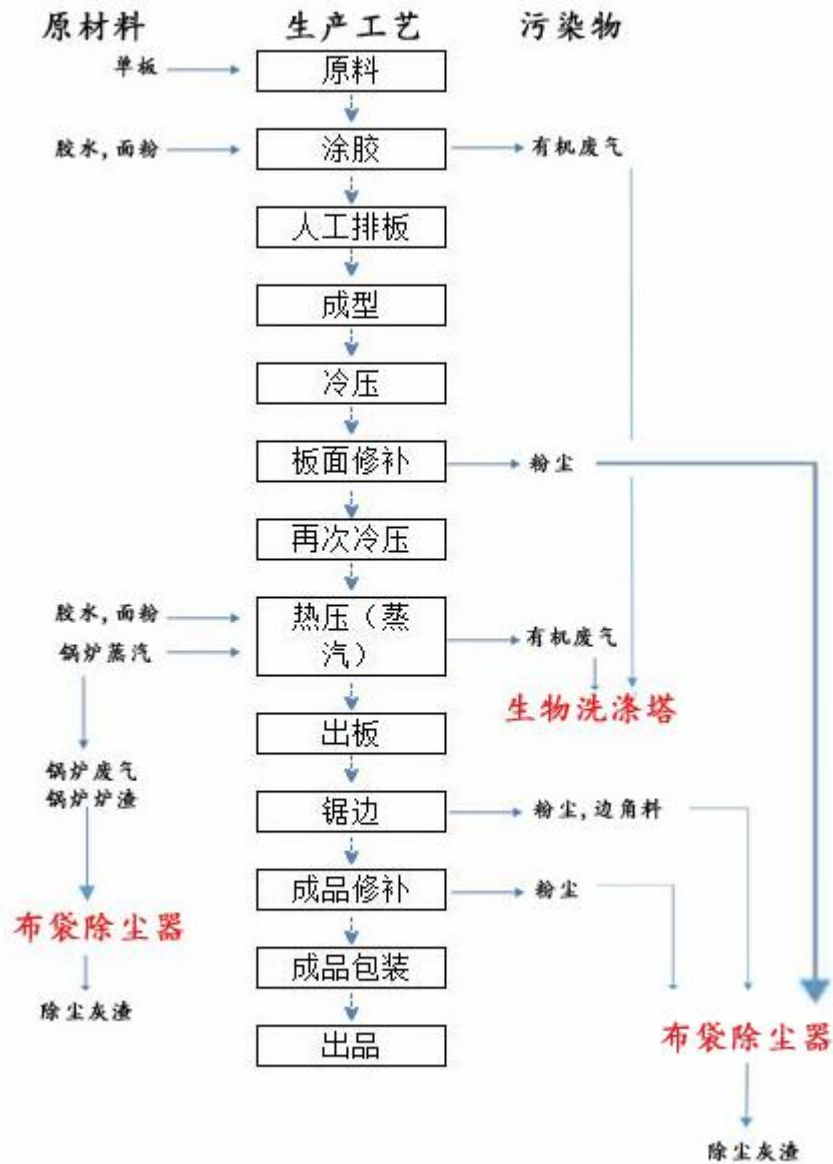 原材料 生产工艺 污染物
单板 原料
胶水,面粉 涂胶 有机废气
人工排板
成型
冷压
板面修补 粉尘
再次冷压
胶水,面粉 热压（蒸
锅炉蒸汽 汽） 有机废气
生物洗涤塔
出板
锅炉废气
锅炉炉渣 锯边 粉尘,边角料
成品修补 粉尘
布袋除尘器
成品包装
除尘灰渣
出品 布袋除尘器
除尘灰渣